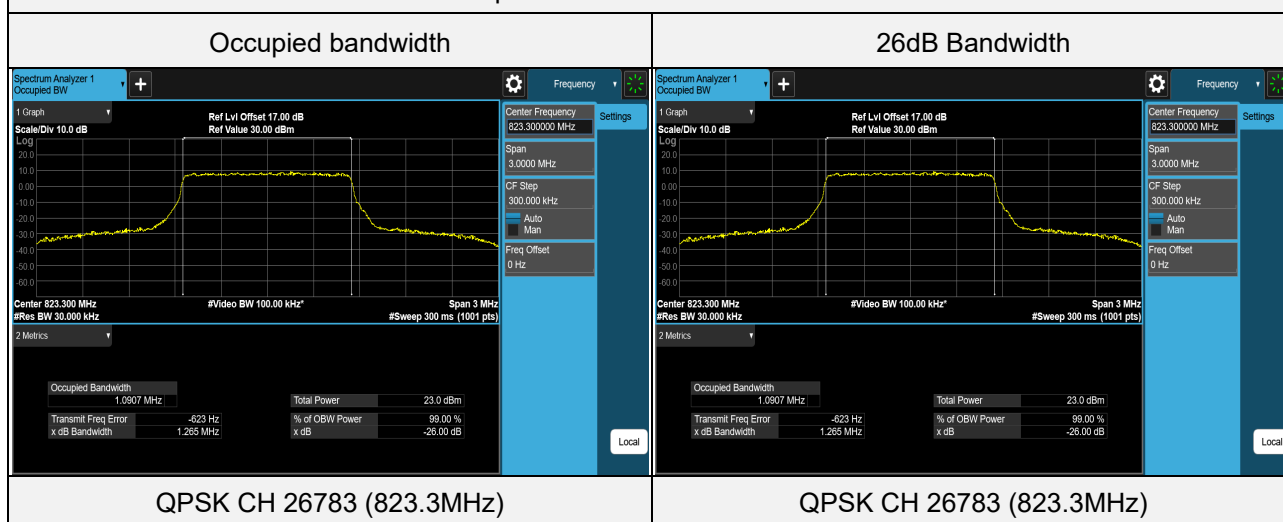 Occupied bandwidth
26dB Bandwidth
Spectrum Analyzer 1
Occupied BW
+
Frequency
1 Graph
Scale/Div 10.0 dB
Ref Lvl Offset 17.00 dB
Ref Value 30.00 dBm
Log
20.0
10.0
0.00
-10.0
-20.0
-30.0
-40.0
-50.0
-60.0
Center 823.300 MHz
#Res BW 30.000 kHz
#Video BW 100.00 kHz*
Span 3 MHz
#Sweep 300 ms (1001 pts)
Center Frequency
823.300000 MHz
Settings
Span
3.0000 MHz
CF Step
300.000 kHz
Auto
Man
Freq Offset
0 Hz
2 Metrics
Occupied Bandwidth
1.0907 MHz
Transmit Freq Error -623 Hz
x dB Bandwidth 1.265 MHz
Total Power 23.0 dBm
% of OBW Power 99.00 %
x dB -26.00 dB
Local
Spectrum Analyzer 1
Occupied BW
+
Frequency
1 Graph
Scale/Div 10.0 dB
Ref Lvl Offset 17.00 dB
Ref Value 30.00 dBm
Log
20.0
10.0
0.00
-10.0
-20.0
-30.0
-40.0
-50.0
-60.0
Center 823.300 MHz
#Res BW 30.000 kHz
#Video BW 100.00 kHz*
Span 3 MHz
#Sweep 300 ms (1001 pts)
Center Frequency
823.300000 MHz
Settings
Span
3.0000 MHz
CF Step
300.000 kHz
Auto
Man
Freq Offset
0 Hz
2 Metrics
Occupied Bandwidth
1.0907 MHz
Transmit Freq Error -623 Hz
x dB Bandwidth 1.265 MHz
Total Power 23.0 dBm
% of OBW Power 99.00 %
x dB -26.00 dB
Local
QPSK CH 26783 (823.3MHz)
QPSK CH 26783 (823.3MHz)